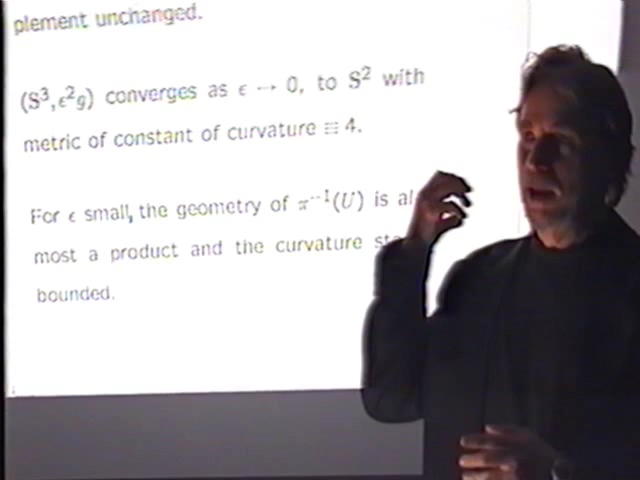 plement unchanged.
(S³, ϵ²g) converges as ϵ → 0, to S² with
metric of constant of curvature ≡ 4.
For ϵ small, the geometry of π⁻¹(U) is al
most a product and the curvature st
bounded.